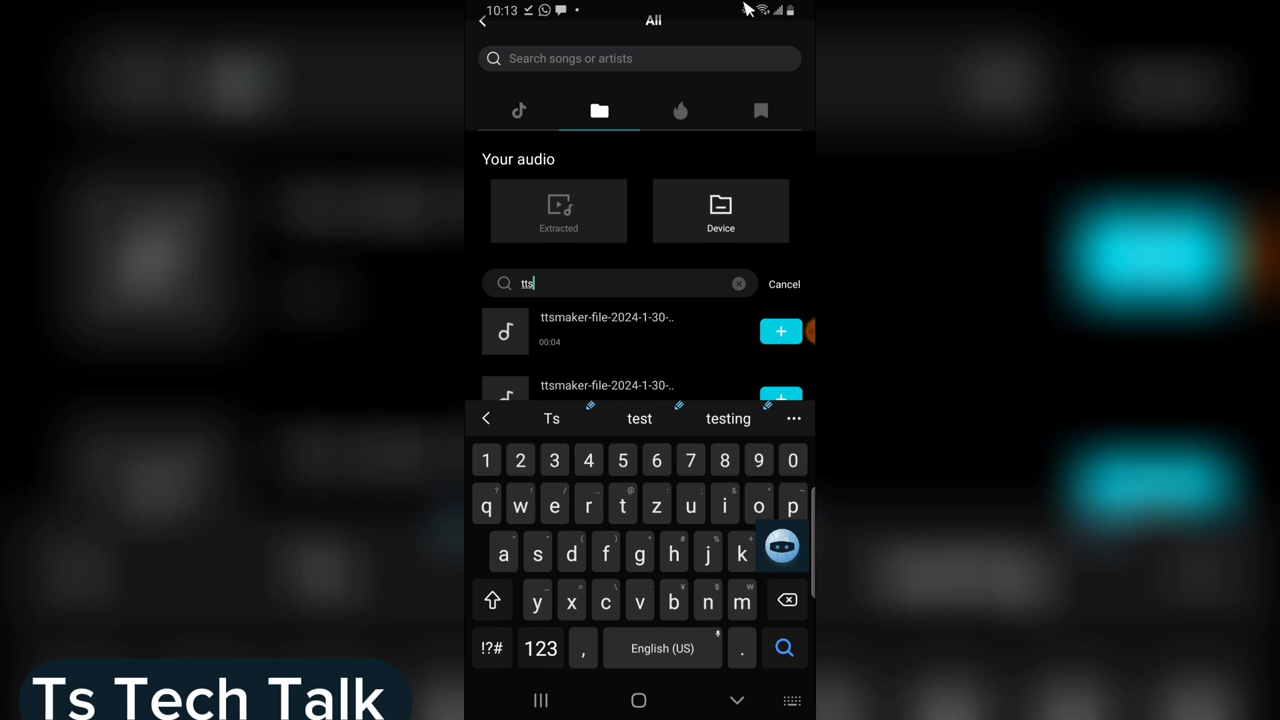 10:13
All
Search songs or artists
Your audio
Extracted
Device
tts
Cancel
ttsmaker-file-2024-1-30-..
00:04
ttsmaker-file-2024-1-30-..
Ts test testing
1 2 3 4 5 6 7 8 9 0
q w e r t z u i o p
a s d f g h j k
y x c v b n m
!?# 123 , English (US) .
Ts Tech Talk